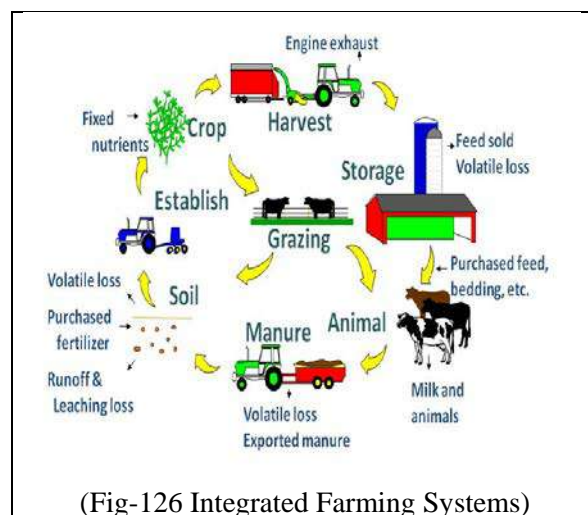 Engine exhaust
Harvest
Fixed
nutrients
Crop
Feed sold
Volatile loss
Storage
Establish
Grazing
Purchased feed,
bedding, etc.
Volatile loss
Soil
Purchased
fertilizer
Manure
Animal
Runoff &
Leaching loss
Volatile loss
Exported manure
Milk and
animals
(Fig-126 Integrated Farming Systems)